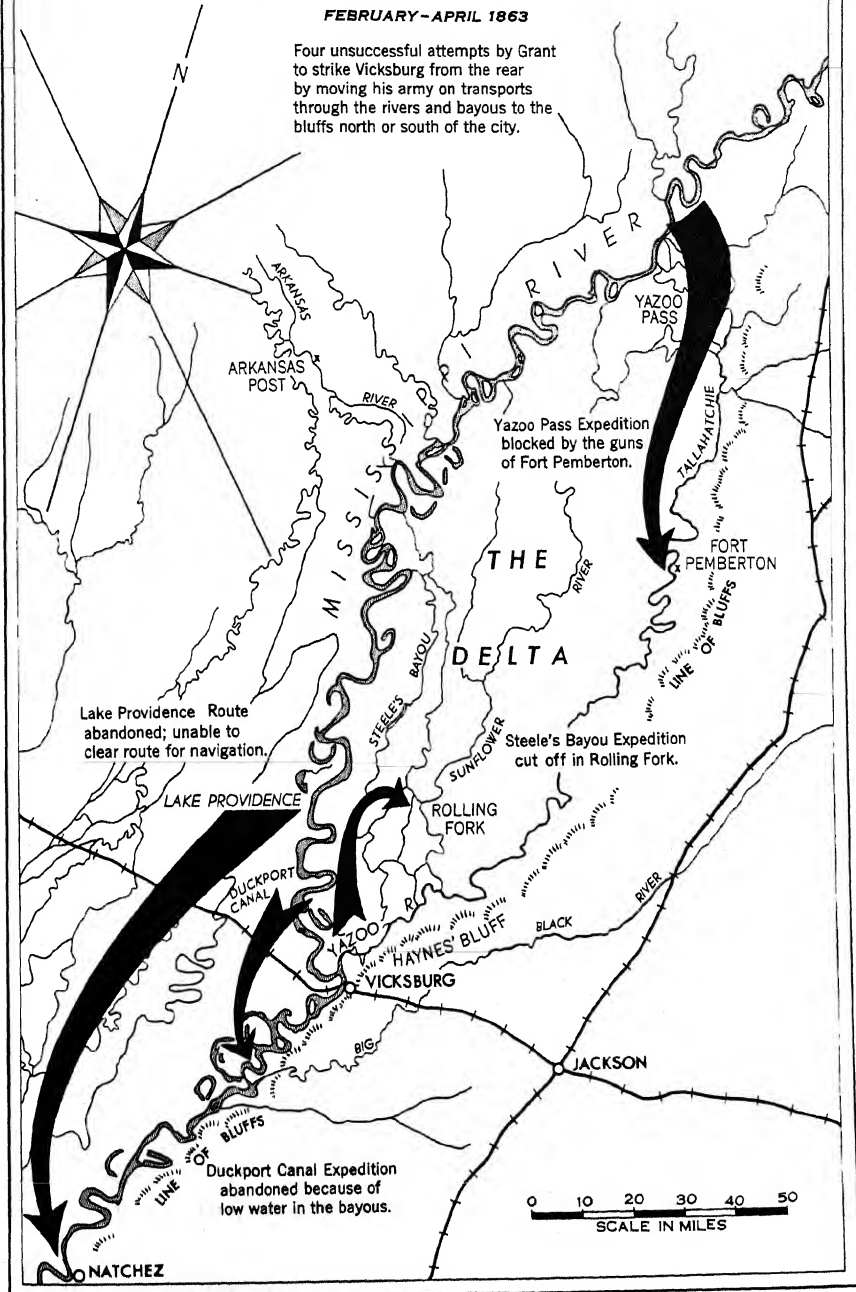 FEBRUARY–APRIL 1863
Four unsuccessful attempts by Grant
to strike Vicksburg from the rear
by moving his army on transports
through the rivers and bayous to the
bluffs north or south of the city.
N
ARKANSAS
RIVER
ARKANSAS
POST
MISSIS I
RIVER
YAZOO
PASS
Yazoo Pass Expedition
blocked by the guns
of Fort Pemberton.
TALLAHATCHIE
FORT
PEMBERTON
LINE OF BLUFFS
THE
DELTA
RIVER
SUNFLOWER
STEELE'S BAYOU
Lake Providence Route
abandoned; unable to
clear route for navigation.
Steele's Bayou Expedition
cut off in Rolling Fork.
LAKE PROVIDENCE
ROLLING
FORK
DUCKPORT
CANAL
YAZOO R.
HAYNES' BLUFF
BIG BLACK RIVER
VICKSBURG
JACKSON
LINE OF BLUFFS
Duckport Canal Expedition
abandoned because of
low water in the bayous.
0 10 20 30 40 50
SCALE IN MILES
NATCHEZ